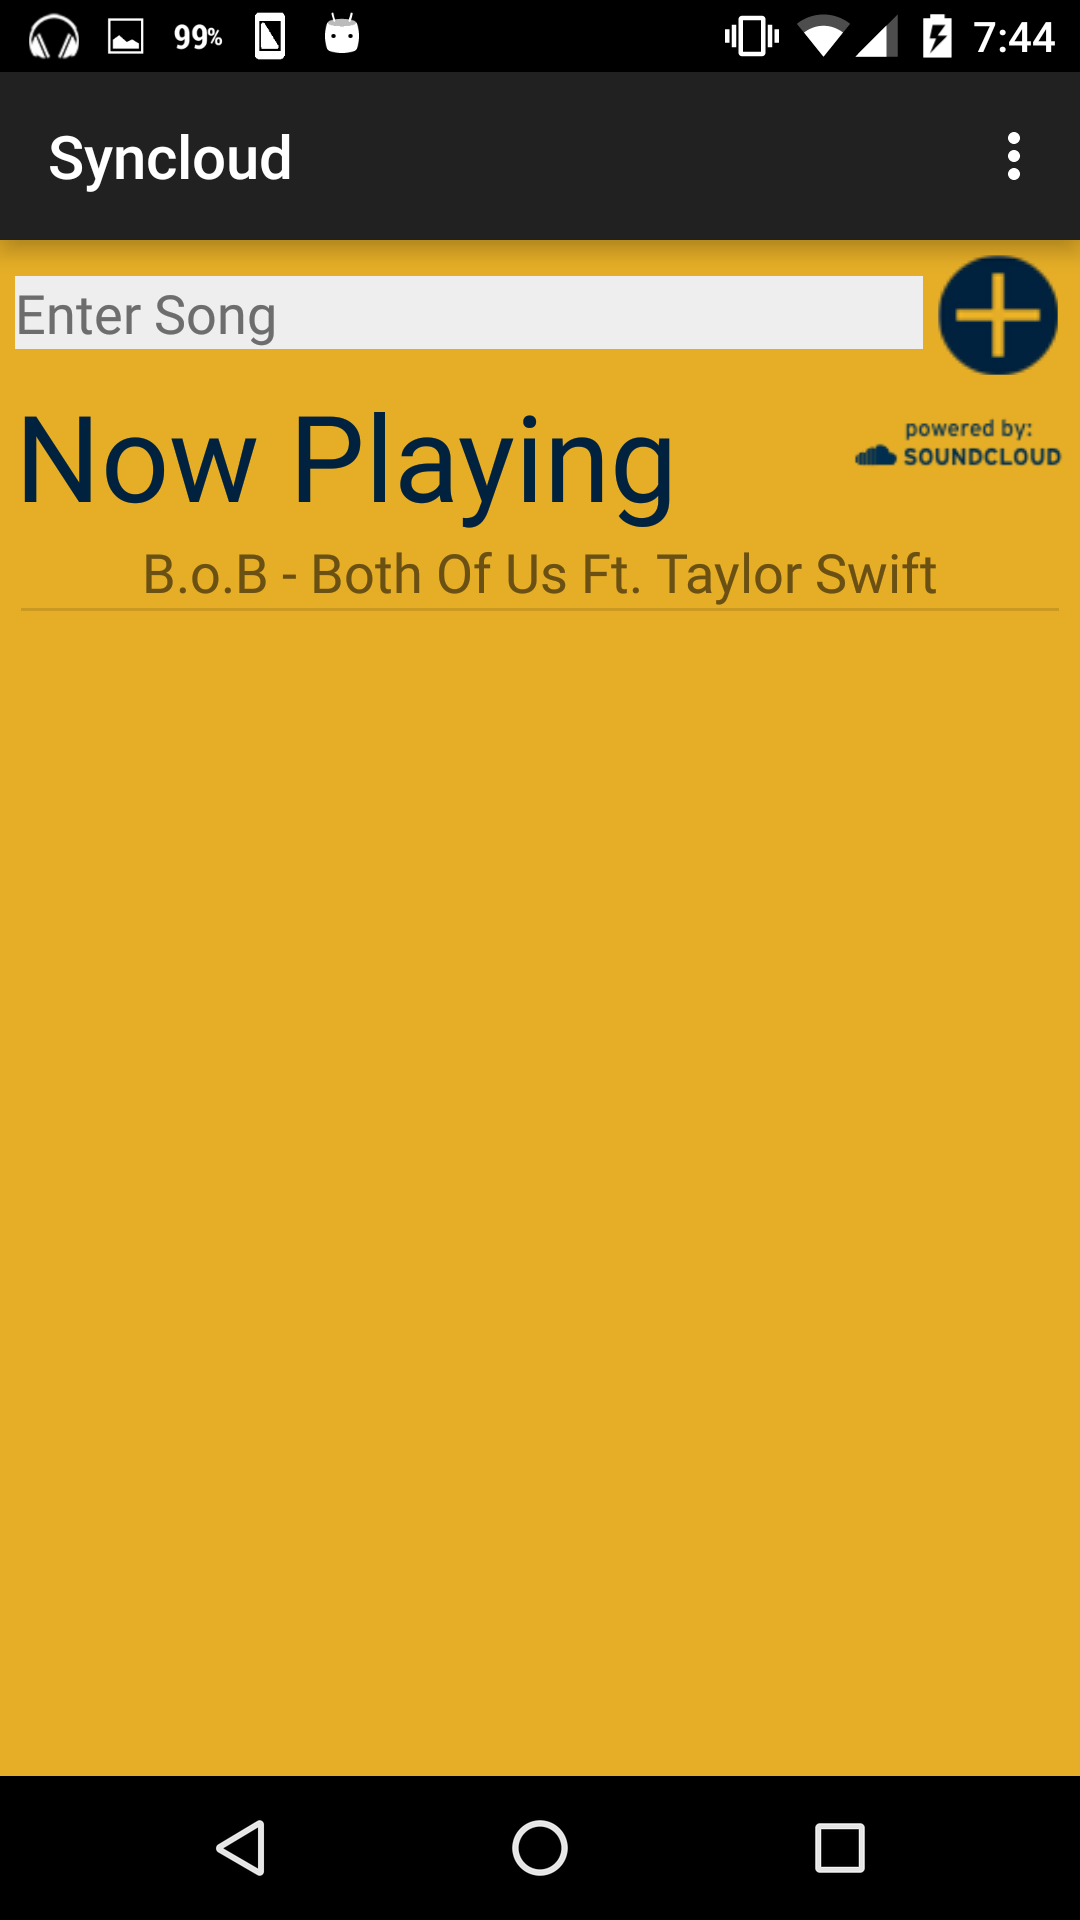 99%
7:44
Syncloud
Enter Song
Now Playing
powered by:
SOUNDCLOUD
B.o.B - Both Of Us Ft. Taylor Swift